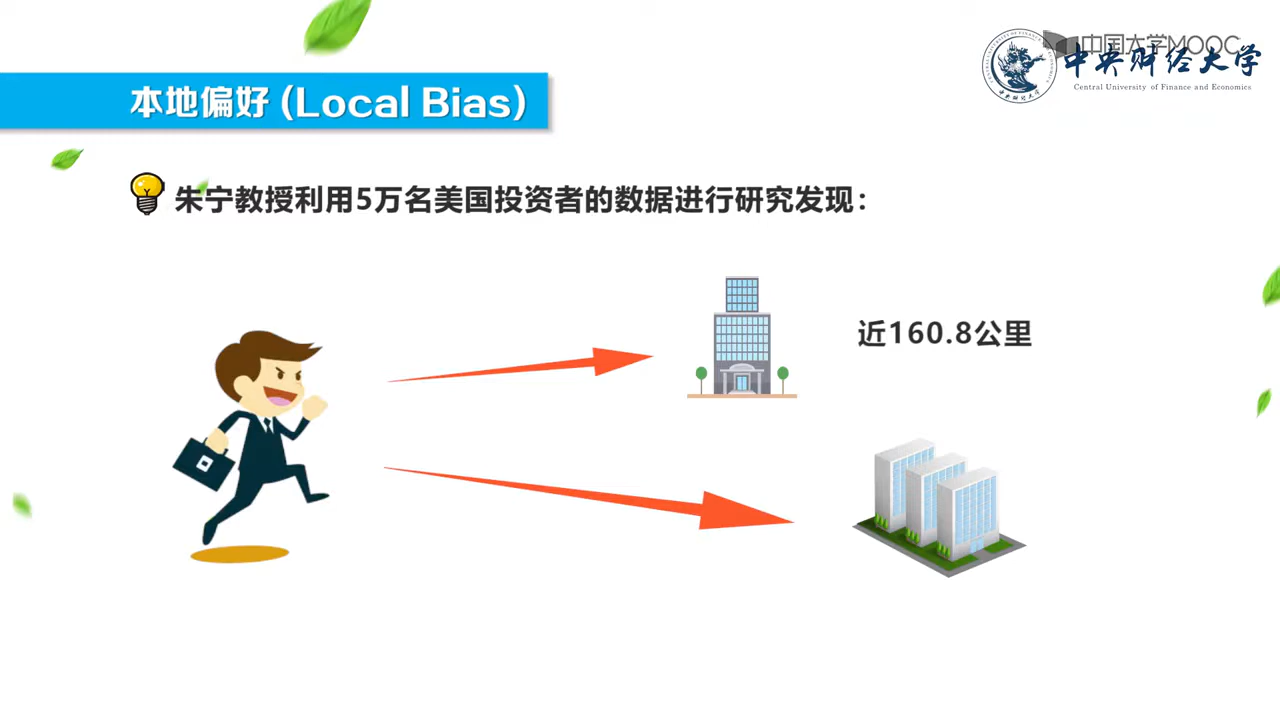 中国大学MOOC
中央财经大学
Central University of Finance and Economics
本地偏好 (Local Bias)
朱宁教授利用5万名美国投资者的数据进行研究发现：
近160.8公里